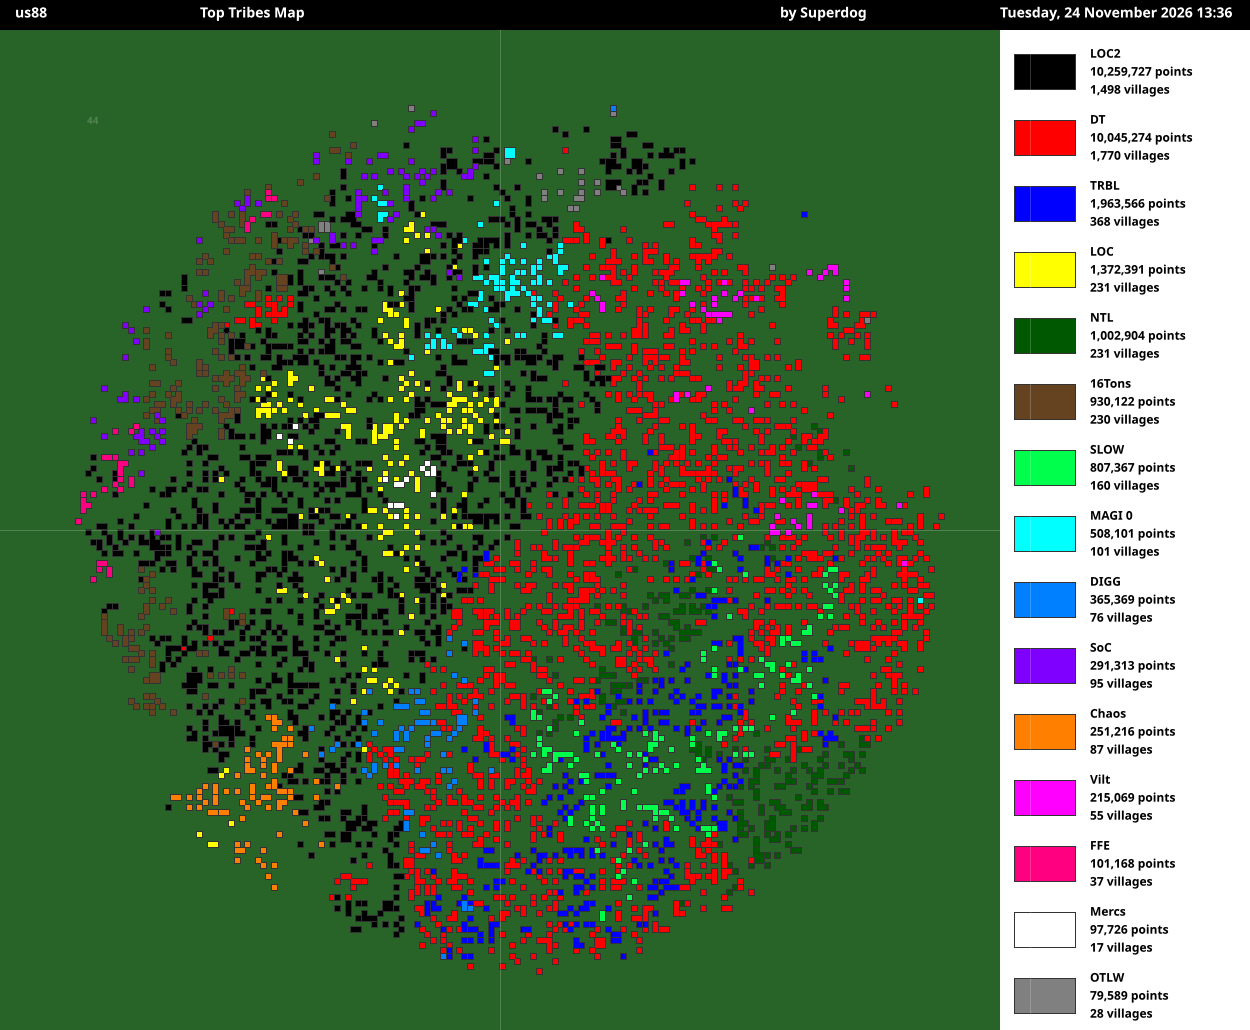 us88 Top Tribes Map by Superdog Tuesday, 24 November 2026 13:36
44
LOC2
10,259,727 points
1,498 villages
DT
10,045,274 points
1,770 villages
TRBL
1,963,566 points
368 villages
LOC
1,372,391 points
231 villages
NTL
1,002,904 points
231 villages
16Tons
930,122 points
230 villages
SLOW
807,367 points
160 villages
MAGI 0
508,101 points
101 villages
DIGG
365,369 points
76 villages
SoC
291,313 points
95 villages
Chaos
251,216 points
87 villages
Vilt
215,069 points
55 villages
FFE
101,168 points
37 villages
Mercs
97,726 points
17 villages
OTLW
79,589 points
28 villages